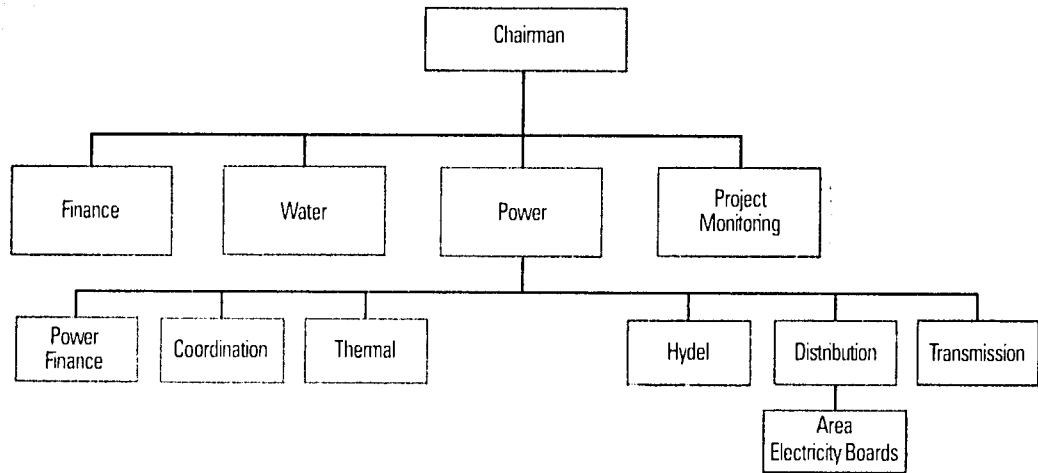 Chairman
Finance
Water
Power
Project
Monitoring
Power
Finance
Coordination
Thermal
Hydel
Distribution
Transmission
Area
Electricity Boards